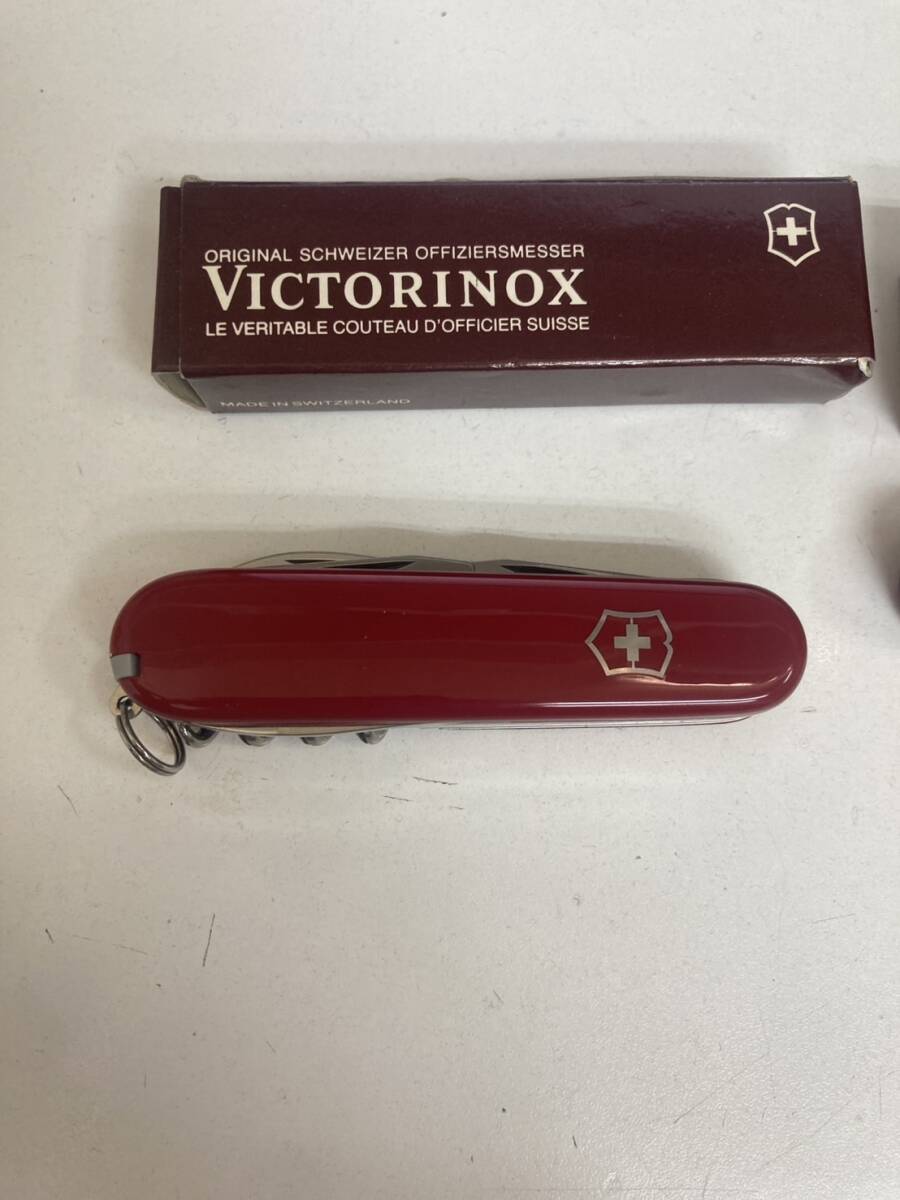 ORIGINAL SCHWEIZER OFFIZIERSMESSER
VICTORINOX
LE VERITABLE COUTEAU D'OFFICIER SUISSE
MADE IN SWITZERLAND